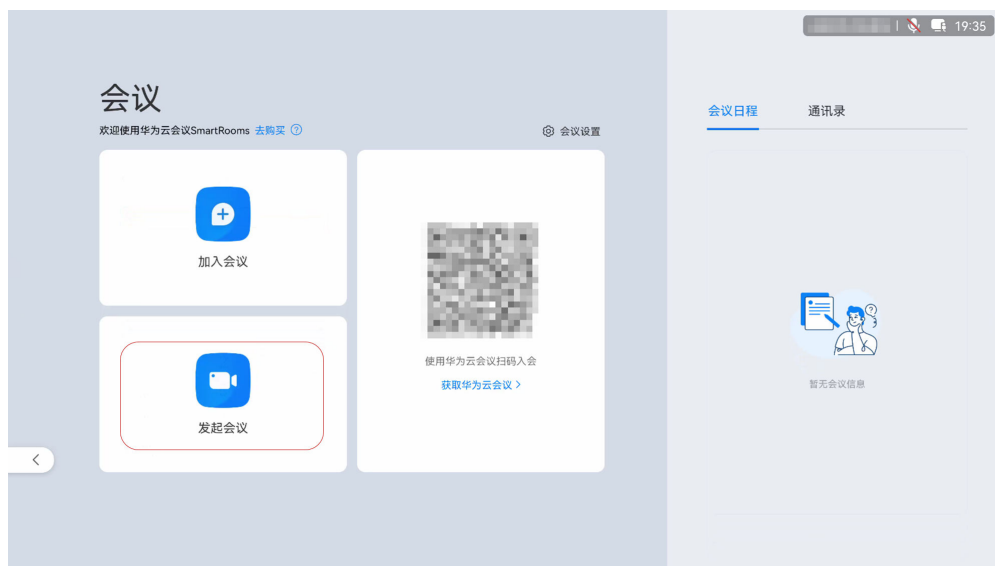 19:35
会议
欢迎使用华为云会议SmartRooms 去购买
会议设置
会议日程 通讯录
加入会议
使用华为云会议扫码入会
获取华为云会议
发起会议
暂无会议信息